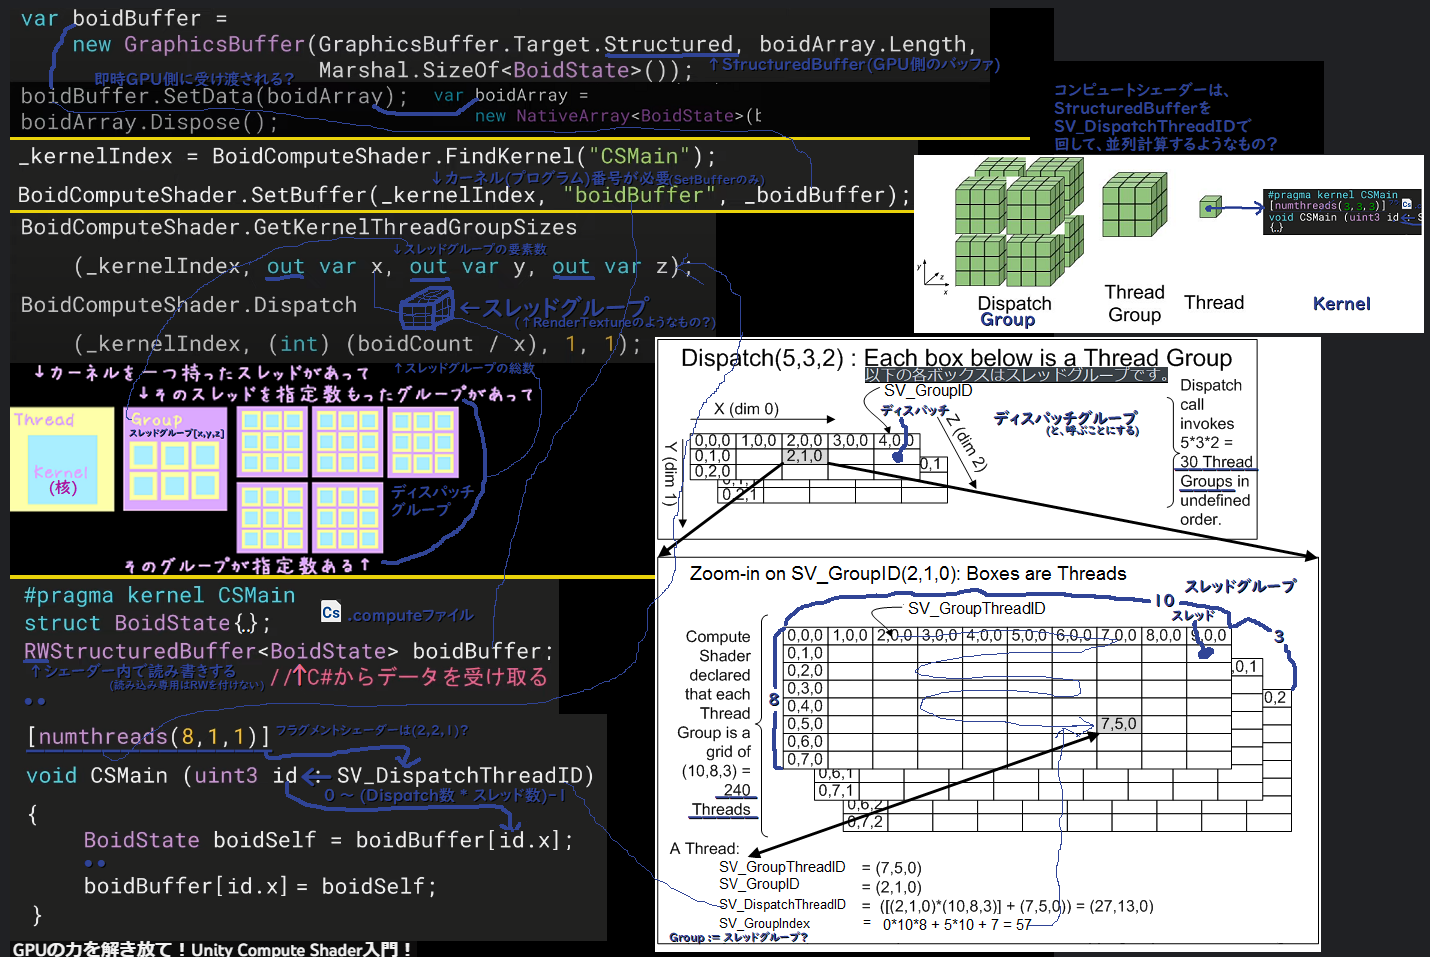 var boidBuffer =
new GraphicsBuffer(GraphicsBuffer.Target.Structured, boidArray.Length,
Marshal.SizeOf<BoidState>());
↑StructuredBuffer(GPU側のバッファ)
即時GPU側に受け渡される?
boidBuffer.SetData(boidArray);
var boidArray =
new NativeArray<BoidState>(b
boidArray.Dispose();
コンピュートシェーダーは、
StructuredBufferを
SV_DispatchThreadIDで
回して、並列計算するようなもの?
_kernelIndex = BoidComputeShader.FindKernel("CSMain");
↓カーネル(プログラム)番号が必要(SetBufferのみ)
BoidComputeShader.SetBuffer(_kernelIndex, "boidBuffer", _boidBuffer);
BoidComputeShader.GetKernelThreadGroupSizes
↓スレッドグループの要素数
(_kernelIndex, out var x, out var y, out var z);
BoidComputeShader.Dispatch
←スレッドグループ
(↑RenderTextureのようなもの?)
(_kernelIndex, (int) (boidCount / x), 1, 1);
↑スレッドグループの総数
#pragma kernel CSMain
[numthreads(3,3,3)]
void CSMain (uint3 id : S
{…}
Cs
y
z
x
Dispatch
Group
Thread
Group
Thread
Kernel
↓カーネルを一つ持ったスレッドがあって
↓そのスレッドを指定数もったグループがあって
Thread
Kernel
(核)
Group
スレッドグループ[x,y,z]
ディスパッチ
グループ
そのグループが指定数ある↑
Dispatch(5,3,2) : Each box below is a Thread Group
以下の各ボックスはスレッドグループです。
SV_GroupID
ディスパッチ
X (dim 0)
Y (dim 1)
Z (dim 2)
ディスパッチグループ
(と、呼ぶことにする)
0,0,0 1,0,0 2,0,0 3,0,0 4,0,0
0,1,0 2,1,0
0,2,0
0,1
0,2,1
Dispatch
call
invokes
5*3*2 =
30 Thread
Groups in
undefined
order.
Zoom-in on SV_GroupID(2,1,0): Boxes are Threads
スレッドグループ
10
SV_GroupThreadID
スレッド
3
8
0,0,0 1,0,0 2,0,0 3,0,0 4,0,0 5,0,0 6,0,0 7,0,0 8,0,0 9,0,0
0,1,0
0,2,0
0,3,0
0,4,0
0,5,0 7,5,0
0,6,0
0,7,0
0,1
0,2
0,6,1
0,7,1
0,6,2
0,7,2
Compute
Shader
declared
that each
Thread
Group is a
grid of
(10,8,3) =
240
Threads
A Thread:
SV_GroupThreadID = (7,5,0)
SV_GroupID = (2,1,0)
SV_DispatchThreadID = ([(2,1,0)*(10,8,3)] + (7,5,0)) = (27,13,0)
SV_GroupIndex = 0*10*8 + 5*10 + 7 = 57
Group := スレッドグループ?
#pragma kernel CSMain
struct BoidState{…};
Cs .computeファイル
RWStructuredBuffer<BoidState> boidBuffer;
↑シェーダー内で読み書きする
(読み込み専用はRWを付けない)
//↑C#からデータを受け取る
[numthreads(8,1,1)]
フラグメントシェーダーは(2,2,1)?
void CSMain (uint3 id : SV_DispatchThreadID)
0 ~ (Dispatch数 * スレッド数)-1
{
BoidState boidSelf = boidBuffer[id.x];
boidBuffer[id.x] = boidSelf;
}
GPUの力を解き放て!Unity Compute Shader入門!